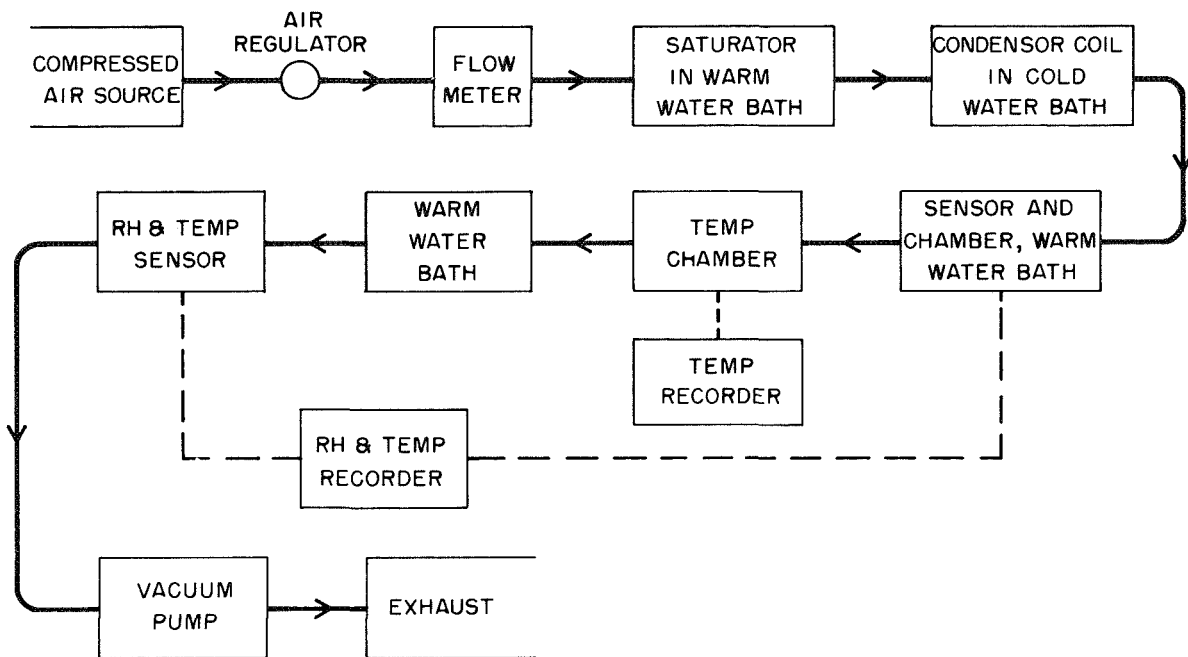 COMPRESSED
AIR SOURCE
AIR
REGULATOR
FLOW
METER
SATURATOR
IN WARM
WATER BATH
CONDENSOR COIL
IN COLD
WATER BATH
RH & TEMP
SENSOR
WARM
WATER
BATH
TEMP
CHAMBER
SENSOR AND
CHAMBER, WARM
WATER BATH
TEMP
RECORDER
RH & TEMP
RECORDER
VACUUM
PUMP
EXHAUST